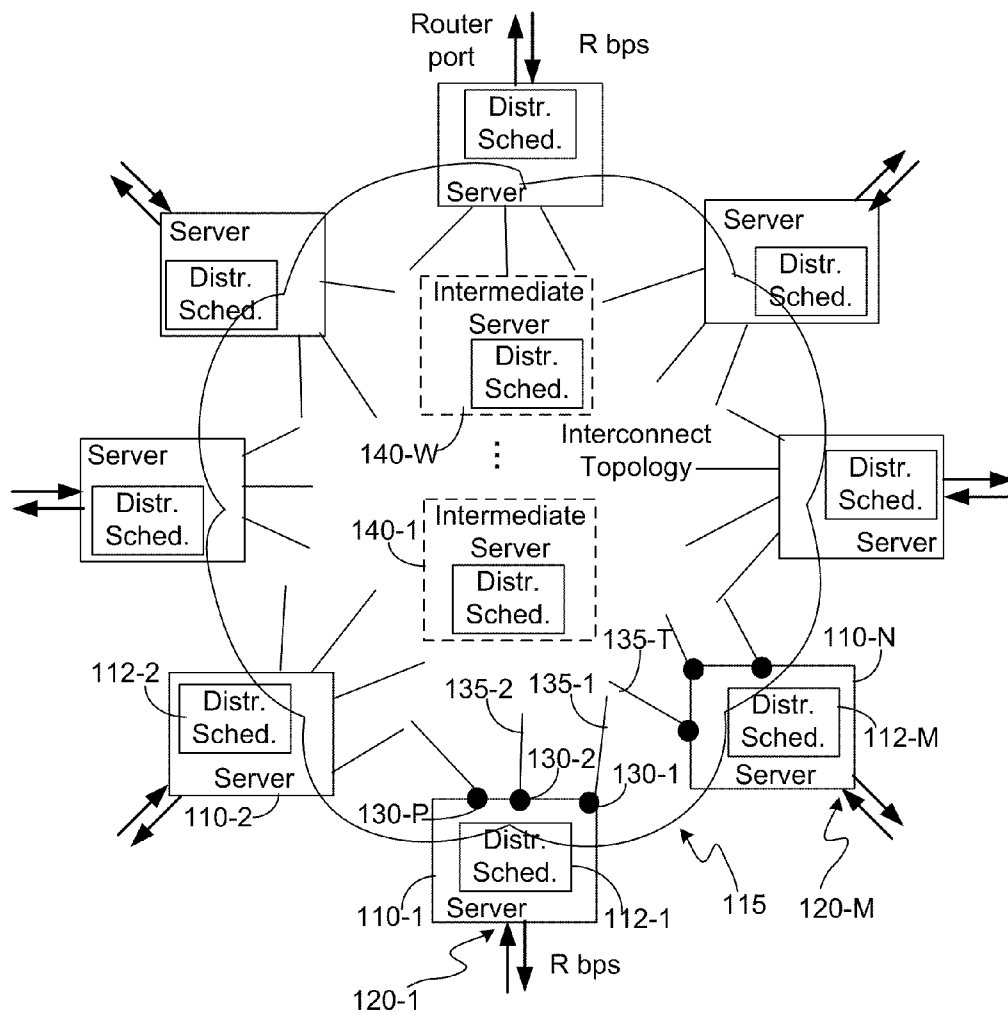 Router
port
R bps
Distr.
Sched.
Server
Server
Distr.
Sched.
Server
Distr.
Sched.
Intermediate
Server
Distr.
Sched.
140-W
...
Interconnect
Topology
Server
Distr.
Sched.
Distr.
Sched.
Server
140-1
Intermediate
Server
Distr.
Sched.
112-2
Distr.
Sched.
Server
110-2
135-2
135-1
135-T
110-N
Distr.
Sched.
Server
112-M
130-P
130-2
130-1
Distr.
Sched.
Server
110-1
112-1
115
120-M
120-1
R bps